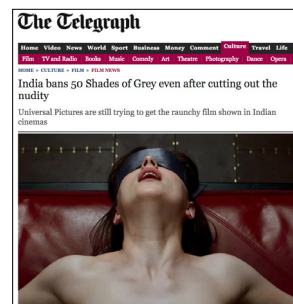 The Telegraph
Home Video News World Sport Business Money Comment Culture Travel Life
Film TV and Radio Books Music Comedy Art Theatre Photography Dance Opera
HOME » CULTURE » FILM » FILM NEWS
India bans 50 Shades of Grey even after cutting out the
nudity
Universal Pictures are still trying to get the raunchy film shown in Indian
cinemas